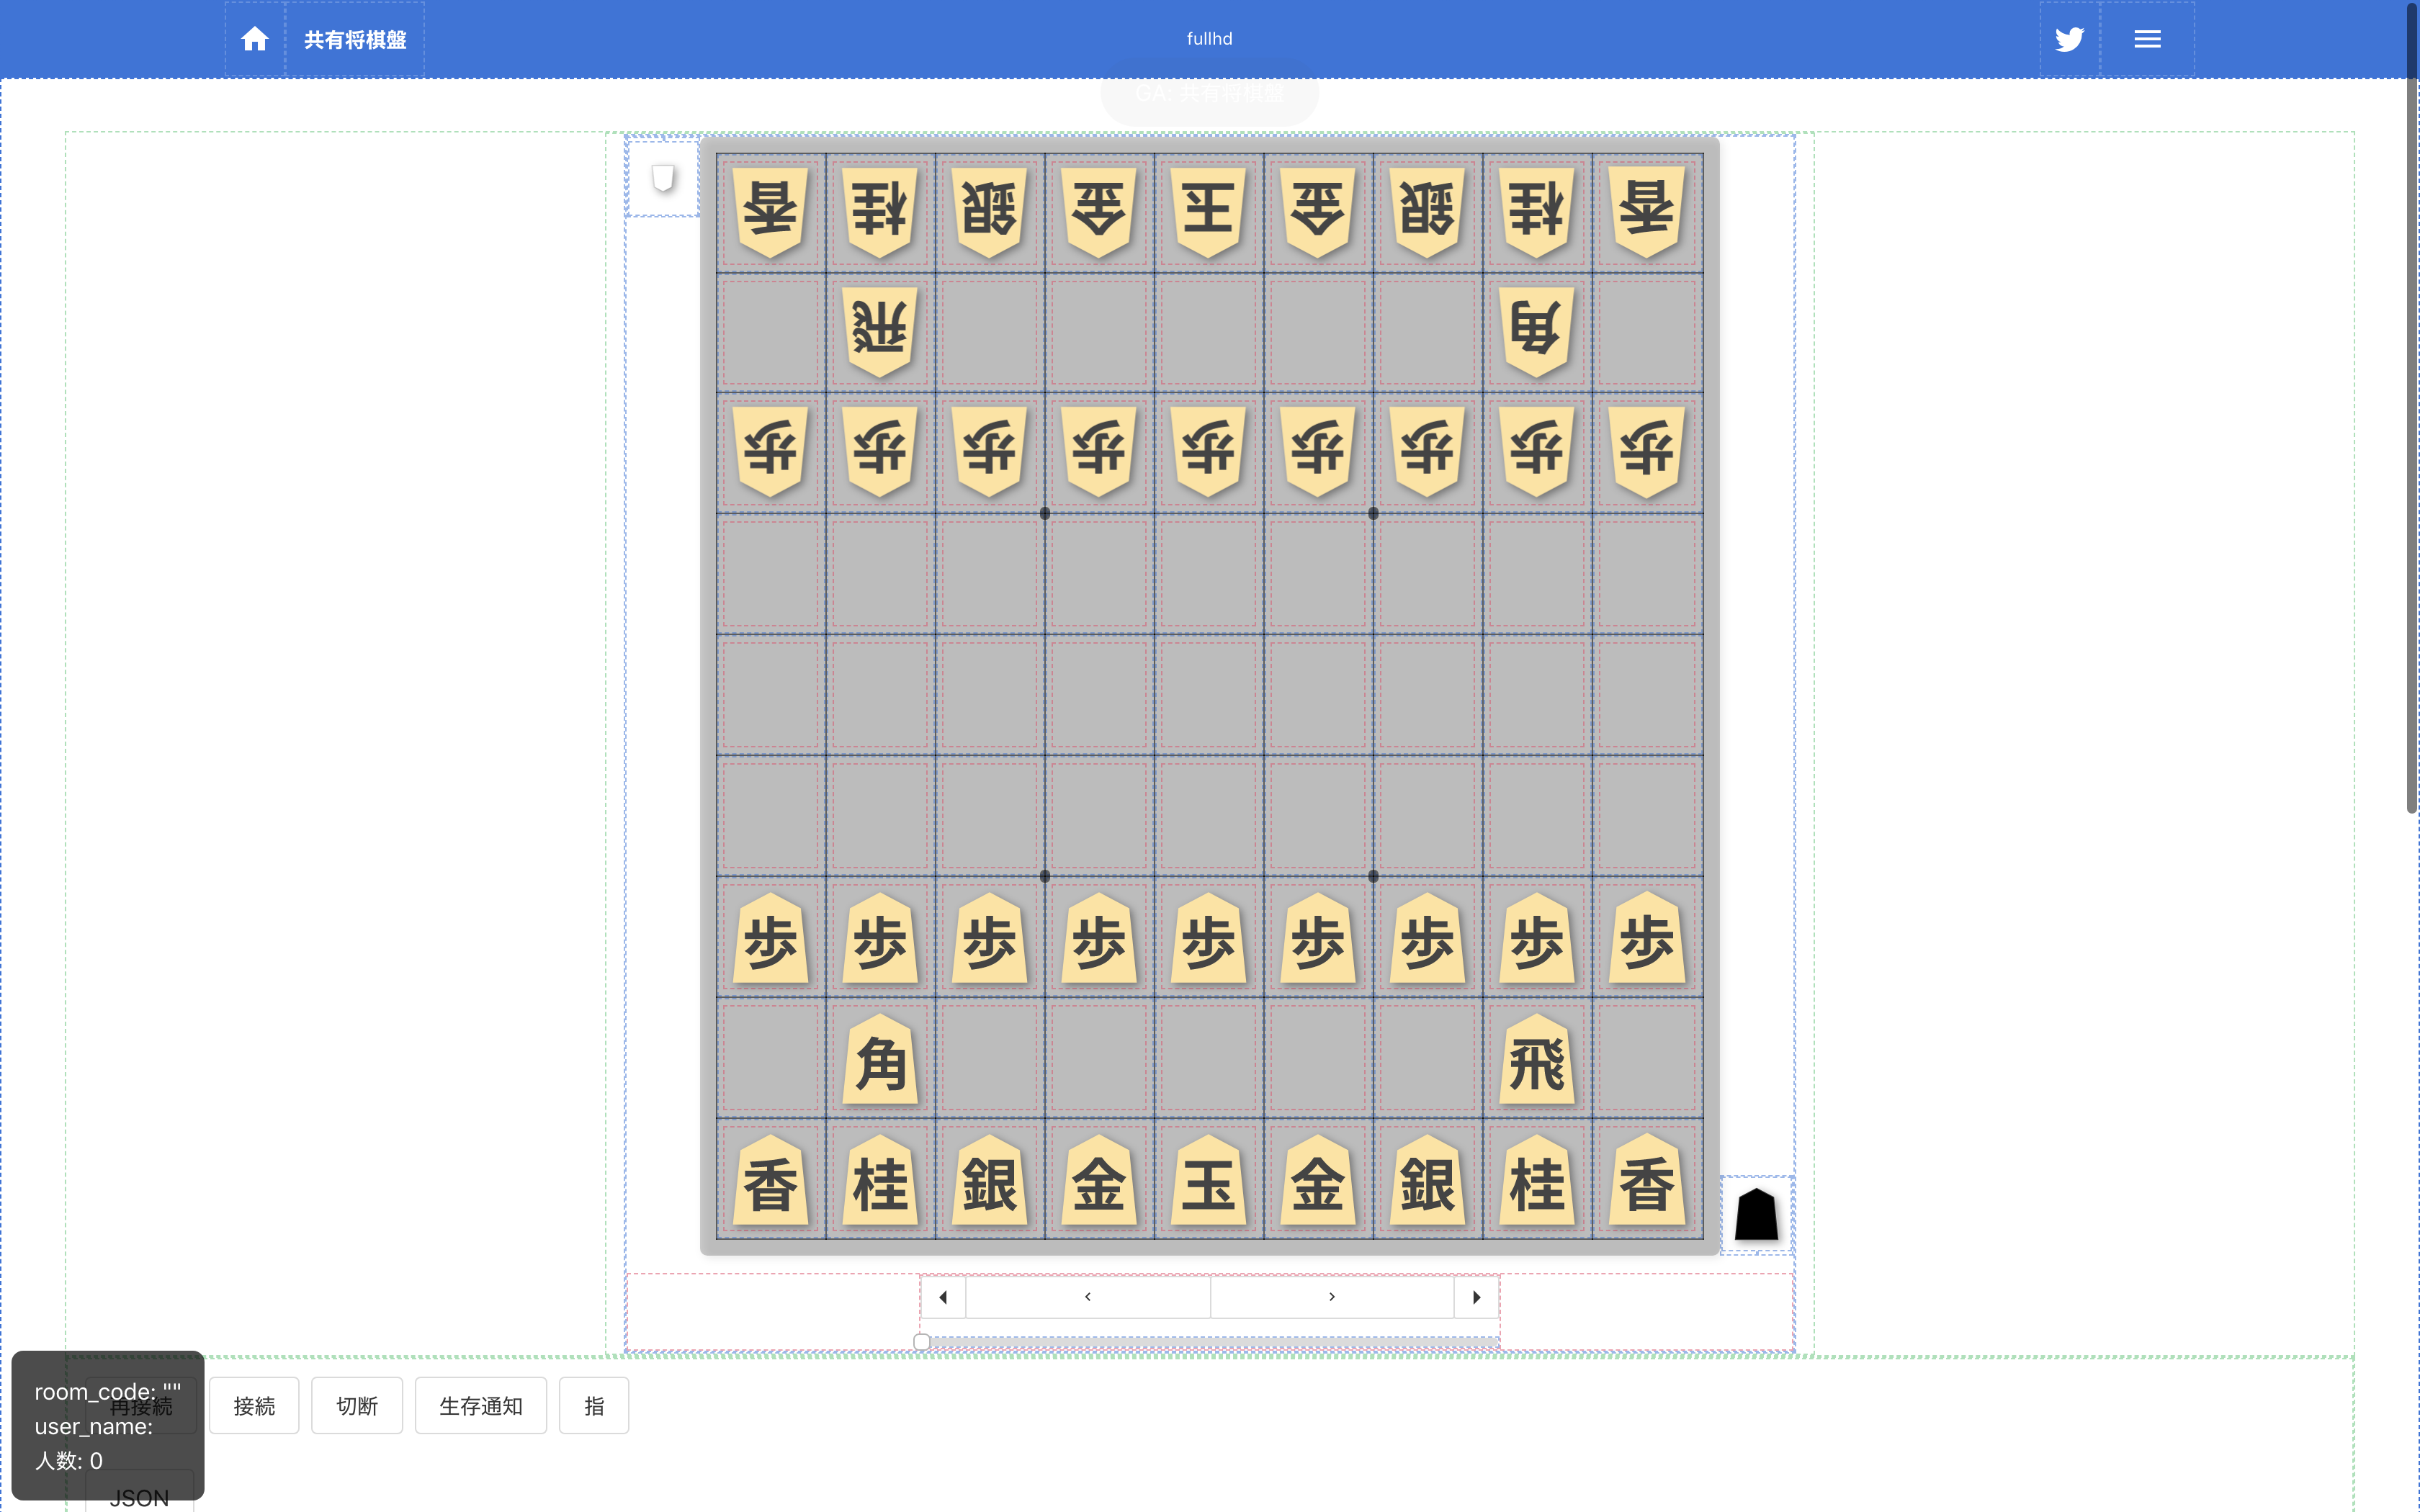 共有将棋盤
fullhd
GA: 共有将棋盤
香 桂 銀 金 王 金 銀 桂 香
飛 角
歩 歩 歩 歩 歩 歩 歩 歩 歩
歩 歩 歩 歩 歩 歩 歩 歩 歩
角 飛
香 桂 銀 金 玉 金 銀 桂 香
room_code: ""
再接続 接続 切断 生存通知 指
user_name:
人数: 0
JSON